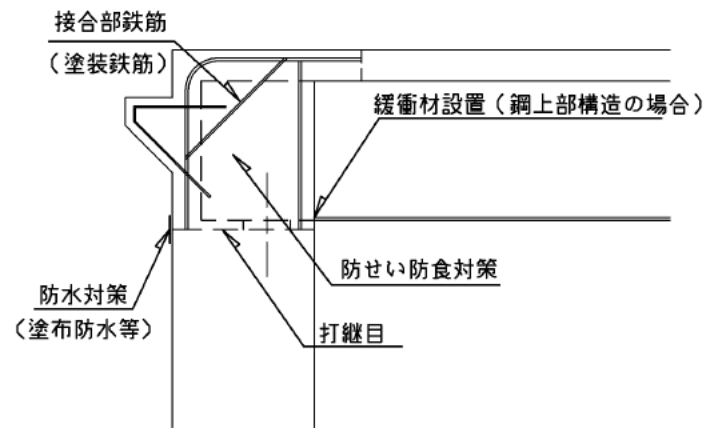 接合部鉄筋
（塗装鉄筋）
緩衝材設置（鋼上部構造の場合）
防せい防食対策
防水対策
（塗布防水等）
打継目